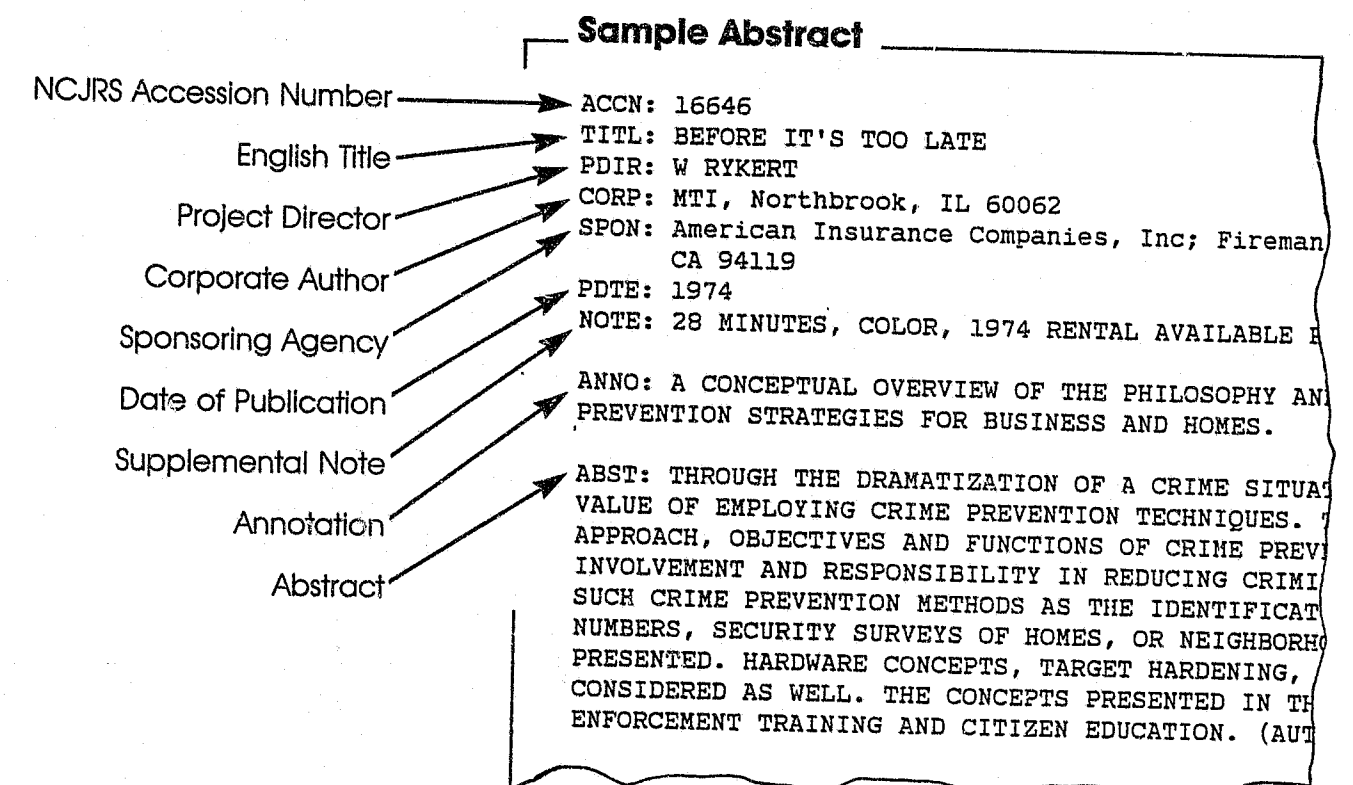 Sample Abstract
NCJRS Accession Number
English Title
Project Director
Corporate Author
Sponsoring Agency
Date of Publication
Supplemental Note
Annotation
Abstract
ACCN: 16646
TITL: BEFORE IT'S TOO LATE
PDIR: W RYKERT
CORP: MTI, Northbrook, IL 60062
SPON: American Insurance Companies, Inc; Fireman
CA 94119
PDTE: 1974
NOTE: 28 MINUTES, COLOR, 1974 RENTAL AVAILABLE
ANNO: A CONCEPTUAL OVERVIEW OF THE PHILOSOPHY AN
PREVENTION STRATEGIES FOR BUSINESS AND HOMES.
ABST: THROUGH THE DRAMATIZATION OF A CRIME SITUAT
VALUE OF EMPLOYING CRIME PREVENTION TECHNIQUES.
APPROACH, OBJECTIVES AND FUNCTIONS OF CRIME PREV
INVOLVEMENT AND RESPONSIBILITY IN REDUCING CRIMI
SUCH CRIME PREVENTION METHODS AS THE IDENTIFICAT
NUMBERS, SECURITY SURVEYS OF HOMES, OR NEIGHBORHO
PRESENTED. HARDWARE CONCEPTS, TARGET HARDENING,
CONSIDERED AS WELL. THE CONCEPTS PRESENTED IN TH
ENFORCEMENT TRAINING AND CITIZEN EDUCATION. (AUT